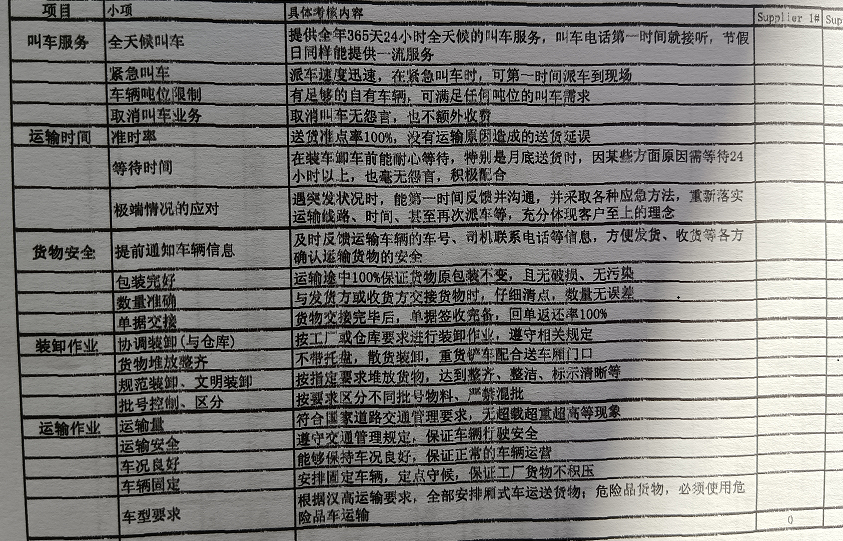 项目 小项 具体考核内容 Supplier 1# Sup
叫车服务 全天候叫车 提供全年365天24小时全天候的叫车服务，叫车电话第一时间就接听，节假
日同样能提供一流服务
紧急叫车 派车速度迅速，在紧急叫车时，可第一时间派车到现场
车辆吨位限制 有足够的自有车辆，可满足任何吨位的叫车需求
取消叫车业务 取消叫车无怨言，也不额外收费
运输时间 准时率 送货准点率100%，没有运输原因造成的送货延误
等待时间 在装车卸车前能耐心等待，特别是月底送货时，因某些方面原因需等待24
小时以上，也毫无怨言，积极配合
极端情况的应对 遇突发状况时，能第一时间反馈并沟通，并采取各种应急方法，重新落实
运输线路、时间、甚至再次派车等，充分体现客户至上的理念
货物安全 提前通知车辆信息 及时反馈运输车辆的车号、司机联系电话等信息，方便发货、收货等各方
确认运输货物的安全
包装完好 运输途中100%保证货物原包装不变，且无破损、无污染
数量准确 与发货方或收货方交接货物时，仔细清点，数量无误差
单据交接 货物交接完毕后，单据签收完备，回单返还率100%
装卸作业 协调装卸(与仓库) 按工厂或仓库要求进行装卸作业，遵守相关规定
货物堆放整齐 不带托盘，散货装卸，重货铲车配合送车厢门口
规范装卸、文明装卸 按指定要求堆放货物，达到整齐、整洁、标示清晰等
批号控制、区分 按要求区分不同批号物料、严禁混批
运输作业 运输量 符合国家道路交通管理要求，无超载超重超高等现象
运输安全 遵守交通管理规定，保证车辆行驶安全
车况良好 能够保持车况良好，保证正常的车辆运营
车辆固定 安排固定车辆，定点守候，保证工厂货物不积压
车型要求 根据汉高运输要求，全部安排厢式车运送货物；危险品货物，必须使用危
险品车运输
0